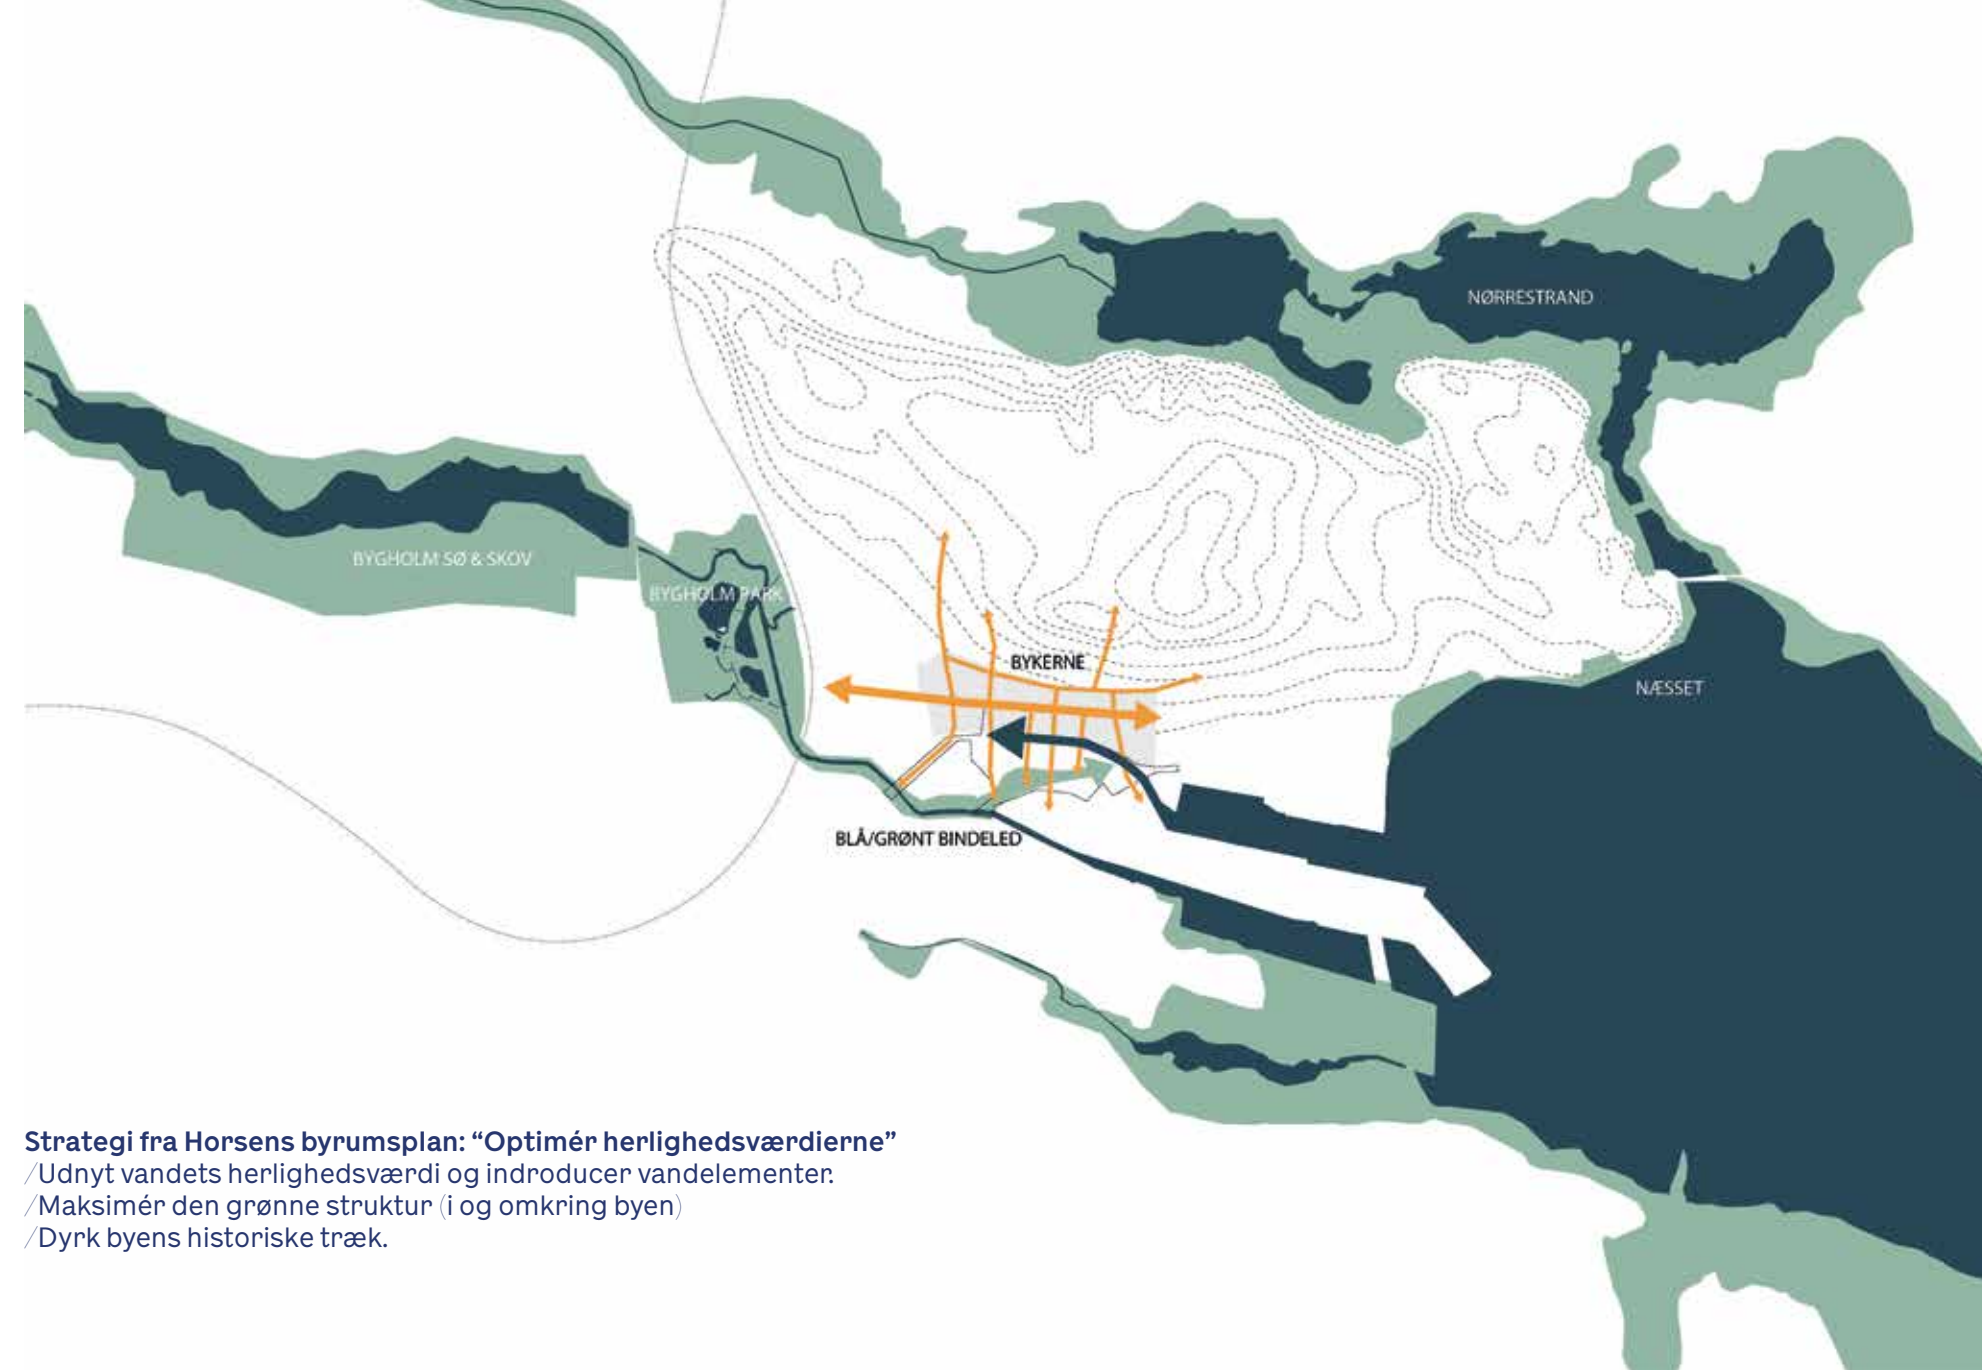 NØRRESTRAND
BYGHOLM SØ & SKOV
BYGHOLM PARK
BYKERNE
NÆSSET
BLÅ/GRØNT BINDELED
Strategi fra Horsens byrumsplan: “Optimér herlighedsværdierne”
/Udnyt vandets herlighedsværdi og indroducer vandelementer.
/Maksimér den grønne struktur (i og omkring byen)
/Dyrk byens historiske træk.